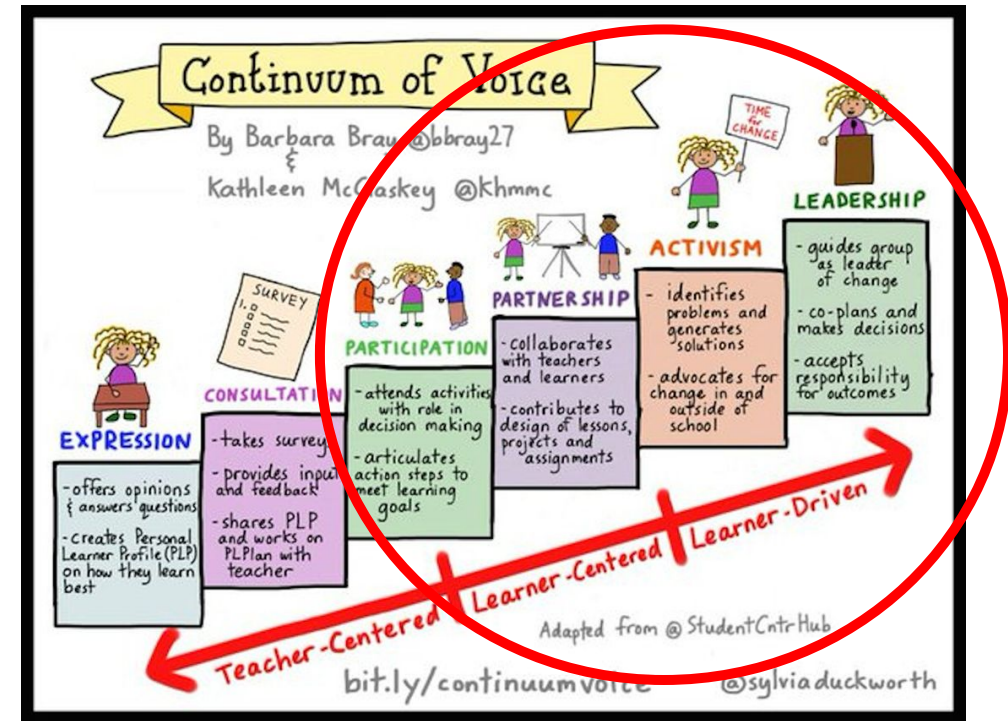 Continuum of Voice
By Barbara Bray @bbray27
&
Kathleen McClaskey @khmmc
TIME
for
CHANGE
LEADERSHIP
- guides group
as leader
of change
- co-plans and
makes decisions
- accepts
responsibility
for outcomes
ACTIVISM
- identifies
problems and
generates
solutions
- advocates for
change in and
outside of
school
PARTNERSHIP
- collaborates
with teachers
and learners
- contributes to
design of lessons,
projects and
assignments
PARTICIPATION
- attends activities
with role in
decision making
- articulates
action steps to
meet learning
goals
SURVEY
1.
CONSULTATION
- takes survey
- provides input
and feedback
- shares PLP
and works on
PLPlan with
teacher
EXPRESSION
- offers opinions
& answers questions
- creates Personal
Learner Profile (PLP)
on how they learn
best
Teacher-Centered
Learner-Centered
Learner-Driven
Adapted from @StudentCntrHub
bit.ly/continuumvoice
@sylviaduckworth